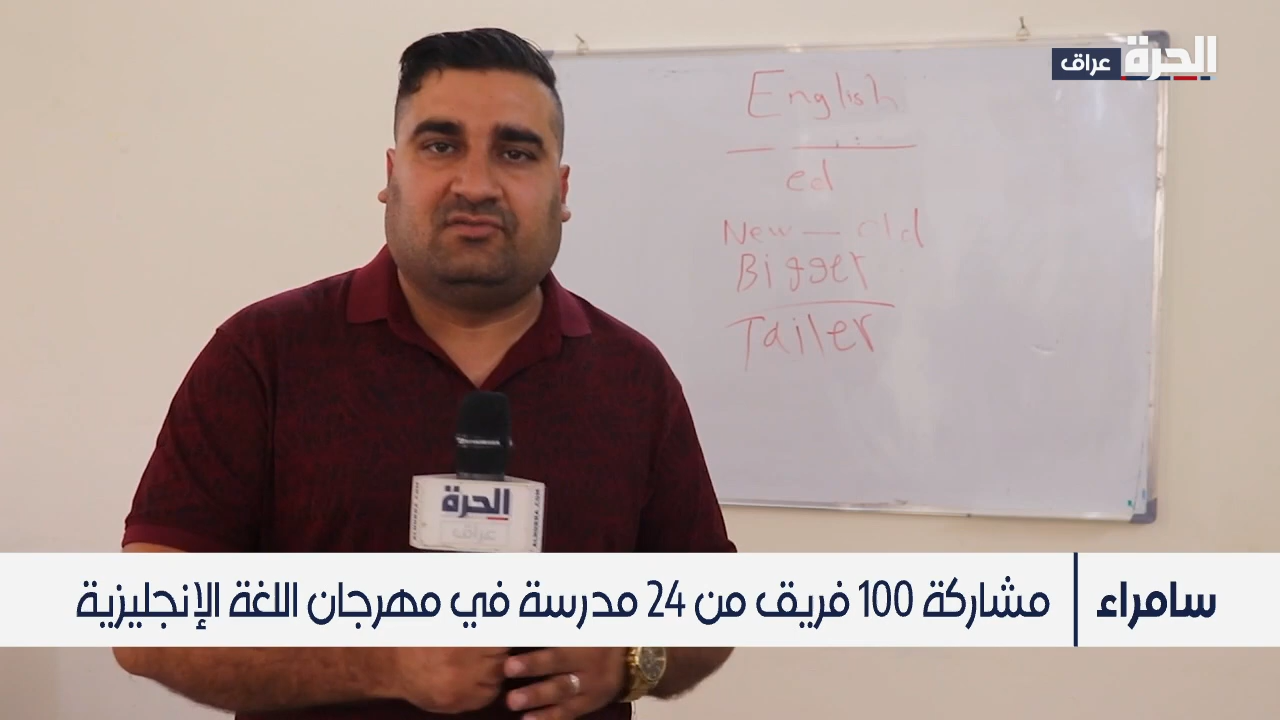 الحرة
عراق
English
ed
New — old
Bigger
Tailer
الحرة
عراق
سامراء
مشاركة 100 فريق من 24 مدرسة في مهرجان اللغة الإنجليزية